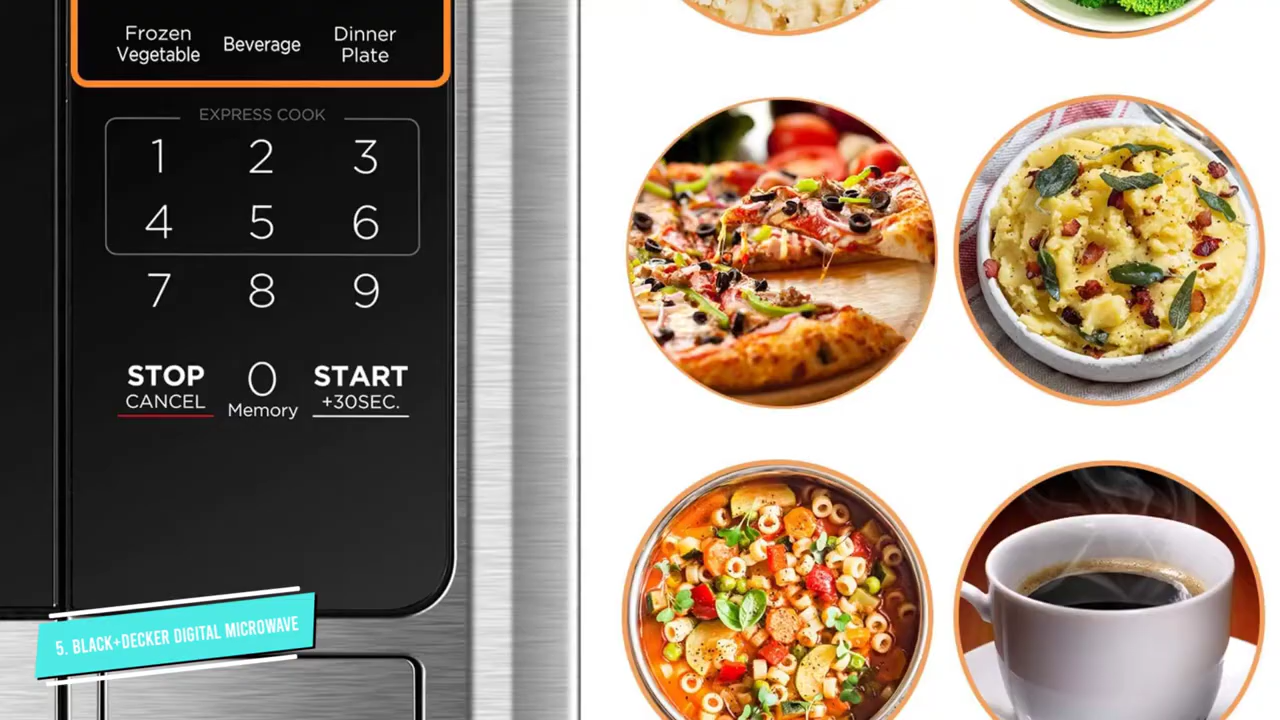 Frozen
Vegetable
Beverage
Dinner
Plate
EXPRESS COOK
1 2 3
4 5 6
7 8 9
STOP
CANCEL
0
Memory
START
+30SEC.
5. BLACK+DECKER DIGITAL MICROWAVE